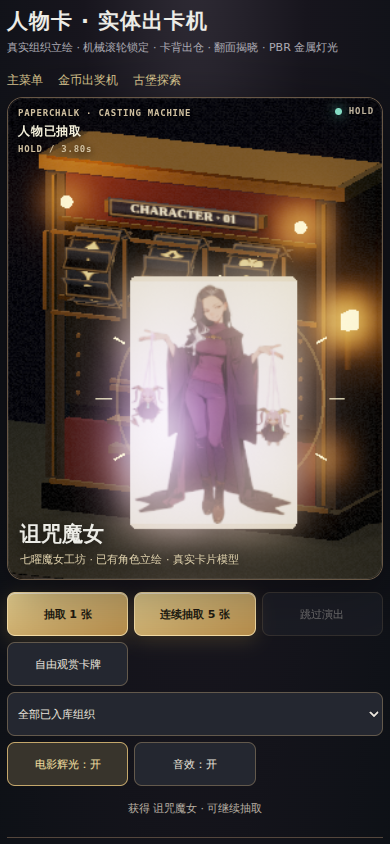 人物卡 · 实体出卡机
真实组织立绘 · 机械滚轮锁定 · 卡背出仓 · 翻面揭晓 · PBR 金属灯光
主菜单 金币出奖机 古堡探索
PAPERCHALK · CASTING MACHINE
HOLD
人物已抽取
HOLD / 3.80s
CHARACTER · 01
诅咒魔女
七曜魔女工坊 · 已有角色立绘 · 真实卡片模型
抽取 1 张 连续抽取 5 张 跳过演出
自由观赏卡牌
全部已入库组织
电影辉光：开 音效：开
获得 诅咒魔女 · 可继续抽取